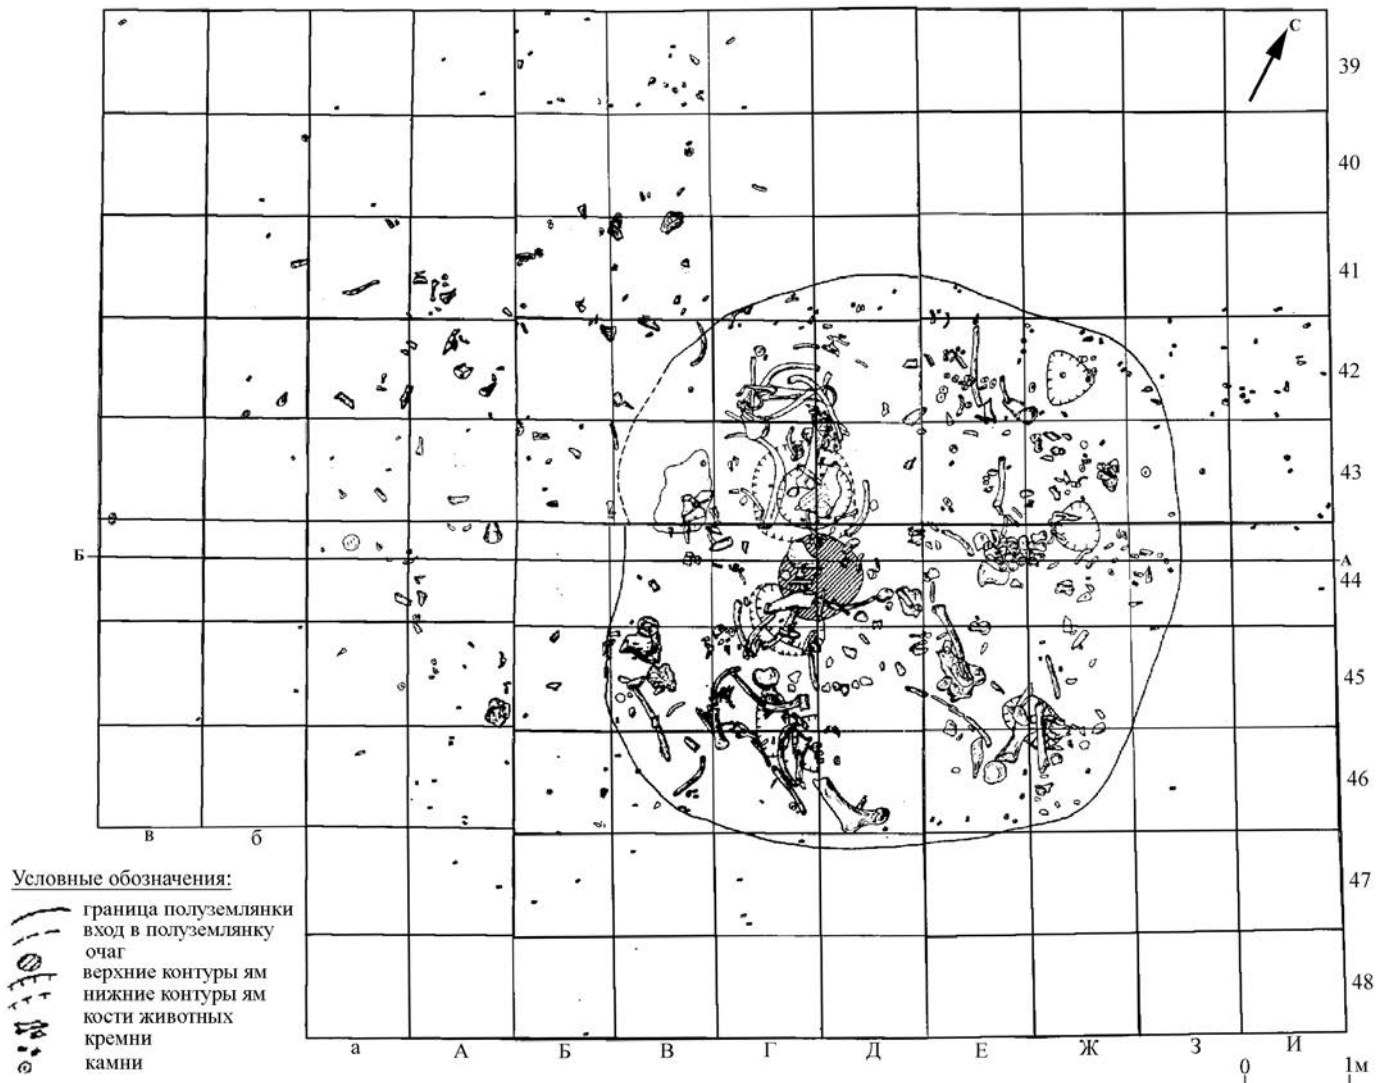 С
39
40
41
42
43
Б
А
44
45
46
в
б
47
Условные обозначения:
граница полуземлянки
вход в полуземлянку
очаг
верхние контуры ям
нижние контуры ям
кости животных
кремни
камни
48
а
А
Б
В
Г
Д
Е
Ж
З
И
0
1м